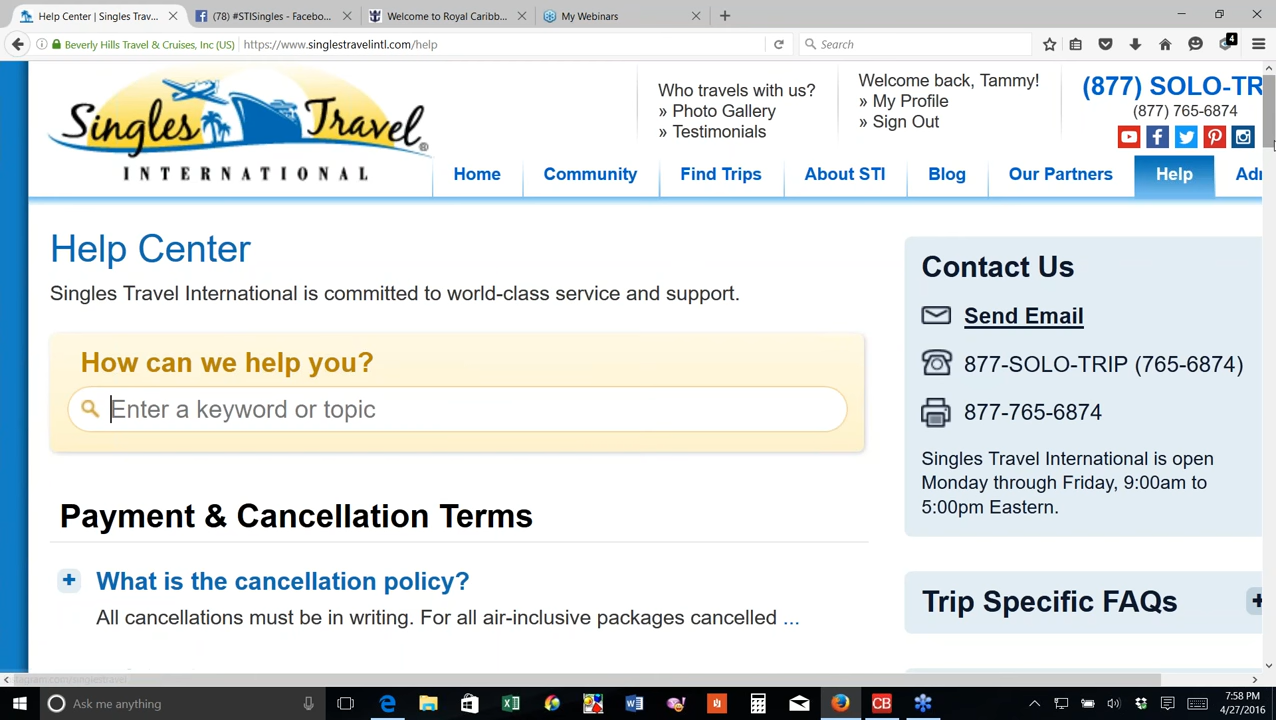 Help Center | Singles Trav...
(78) #STISingles - Facebo...
Welcome to Royal Caribb...
My Webinars
Beverly Hills Travel & Cruises, Inc (US)
https://www.singlestravelintl.com/help
Search
4
Singles Travel
INTERNATIONAL
®
Who travels with us?
» Photo Gallery
» Testimonials
Welcome back, Tammy!
» My Profile
» Sign Out
(877) SOLO-TR
(877) 765-6874
Home
Community
Find Trips
About STI
Blog
Our Partners
Help
Adr
Help Center
Singles Travel International is committed to world-class service and support.
How can we help you?
Enter a keyword or topic
Payment & Cancellation Terms
What is the cancellation policy?
All cancellations must be in writing. For all air-inclusive packages cancelled ...
Contact Us
Send Email
877-SOLO-TRIP (765-6874)
877-765-6874
Singles Travel International is open
Monday through Friday, 9:00am to
5:00pm Eastern.
Trip Specific FAQs
Ask me anything
CB
7:58 PM
4/27/2016